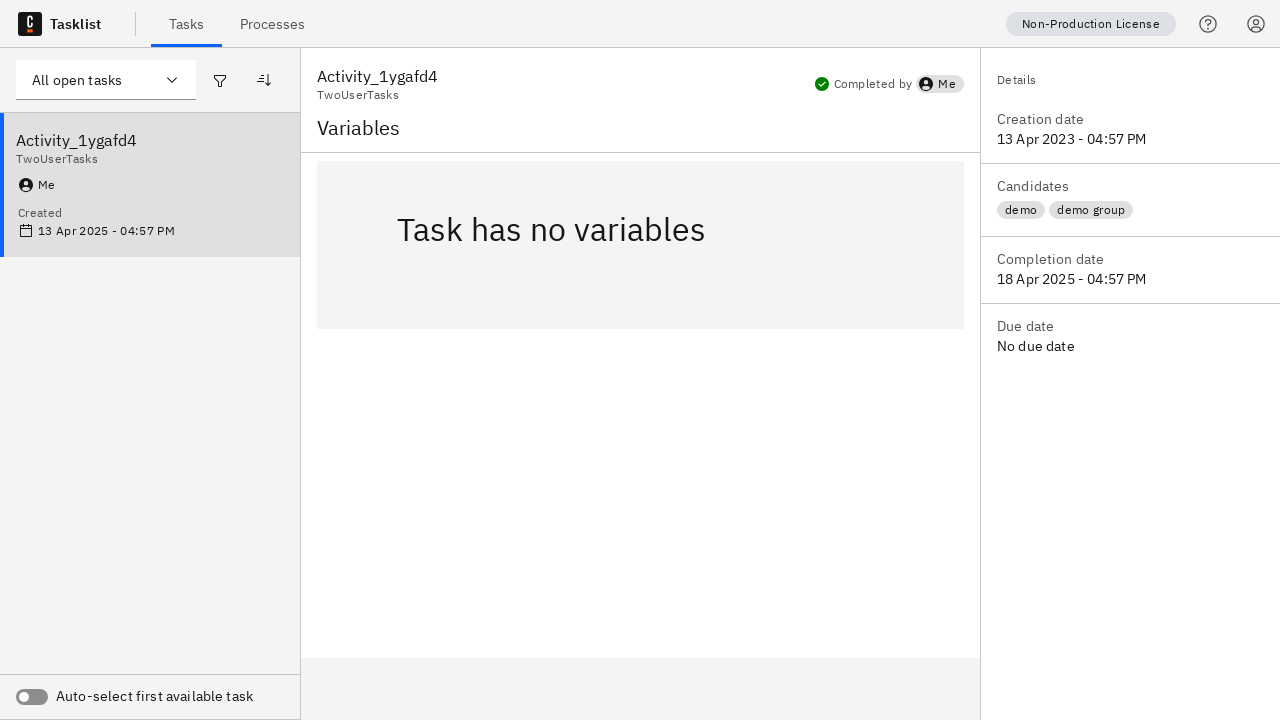 Tasklist
Tasks
Processes
Non-Production License
All open tasks
Activity_1ygafd4
TwoUserTasks
Me
Created
13 Apr 2025 - 04:57 PM
Auto-select first available task
Activity_1ygafd4
TwoUserTasks
Completed by
Me
Variables
Task has no variables
Details
Creation date
13 Apr 2023 - 04:57 PM
Candidates
demo
demo group
Completion date
18 Apr 2025 - 04:57 PM
Due date
No due date